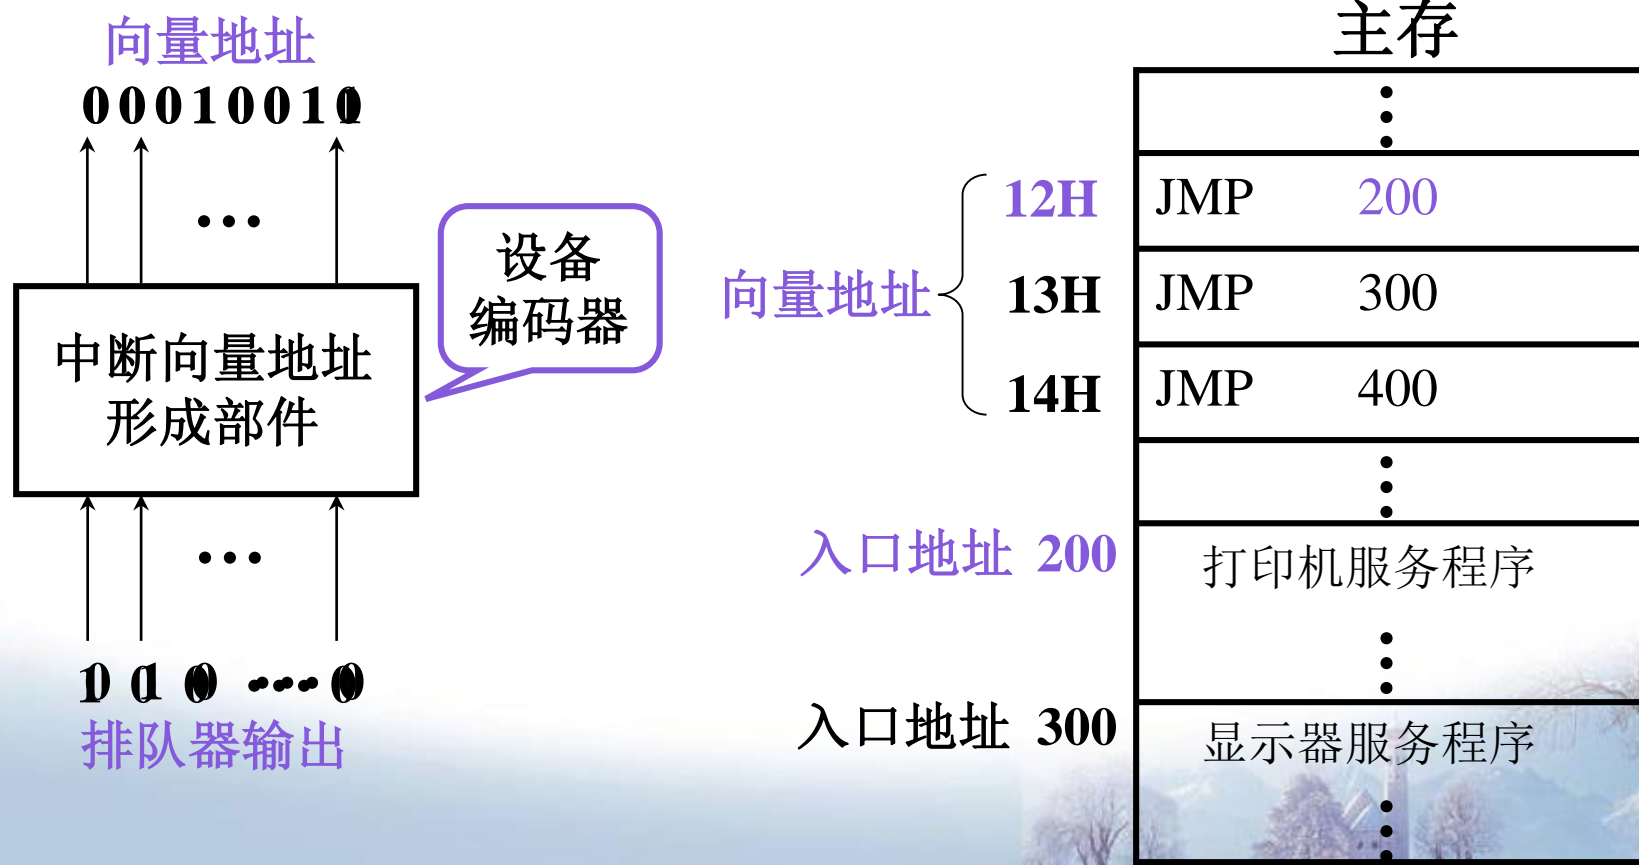 向量地址
0001001
中断向量地址
形成部件
设备
编码器
排队器输出
主存
向量地址
12H JMP 200
13H JMP 300
14H JMP 400
入口地址 200 打印机服务程序
入口地址 300 显示器服务程序